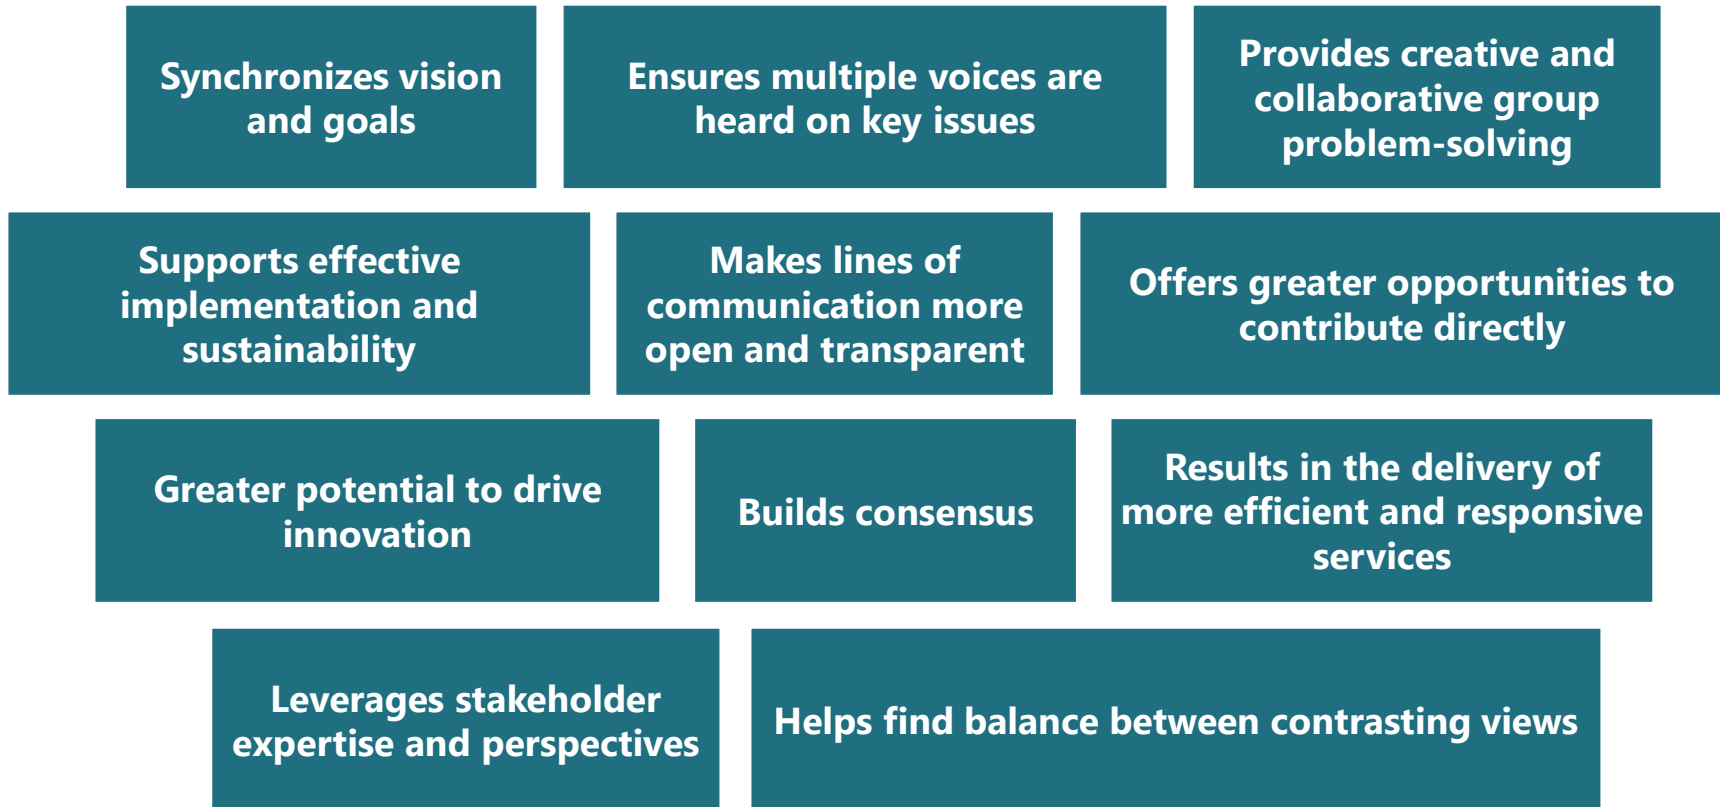 Synchronizes vision
and goals
Ensures multiple voices are
heard on key issues
Provides creative and
collaborative group
problem-solving
Supports effective
implementation and
sustainability
Makes lines of
communication more
open and transparent
Offers greater opportunities to
contribute directly
Greater potential to drive
innovation
Builds consensus
Results in the delivery of
more efficient and responsive
services
Leverages stakeholder
expertise and perspectives
Helps find balance between contrasting views